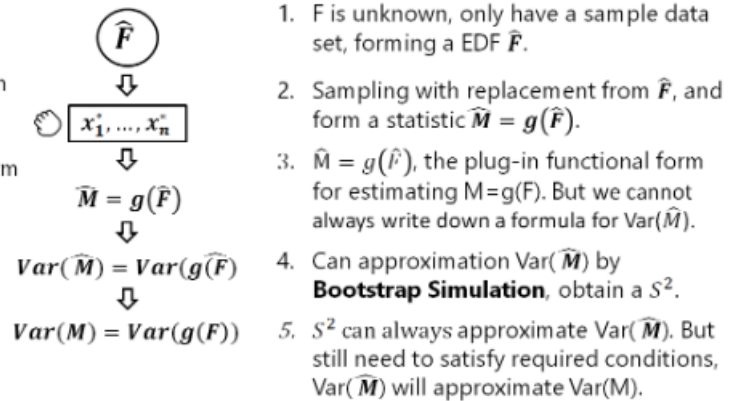 F̂
x₁*, ..., xₙ*
M̂ = g(F̂)
Var( M̂) = Var(g(F̂)
Var(M) = Var(g(F))
1. F is unknown, only have a sample data
set, forming a EDF F̂.
2. Sampling with replacement from F̂, and
form a statistic M̂ = g(F̂).
3. M̂ = g(F̂), the plug-in functional form
for estimating M=g(F). But we cannot
always write down a formula for Var(M̂).
4. Can approximation Var( M̂) by
Bootstrap Simulation, obtain a S².
5. S² can always approximate Var( M̂). But
still need to satisfy required conditions,
Var( M̂) will approximate Var(M).